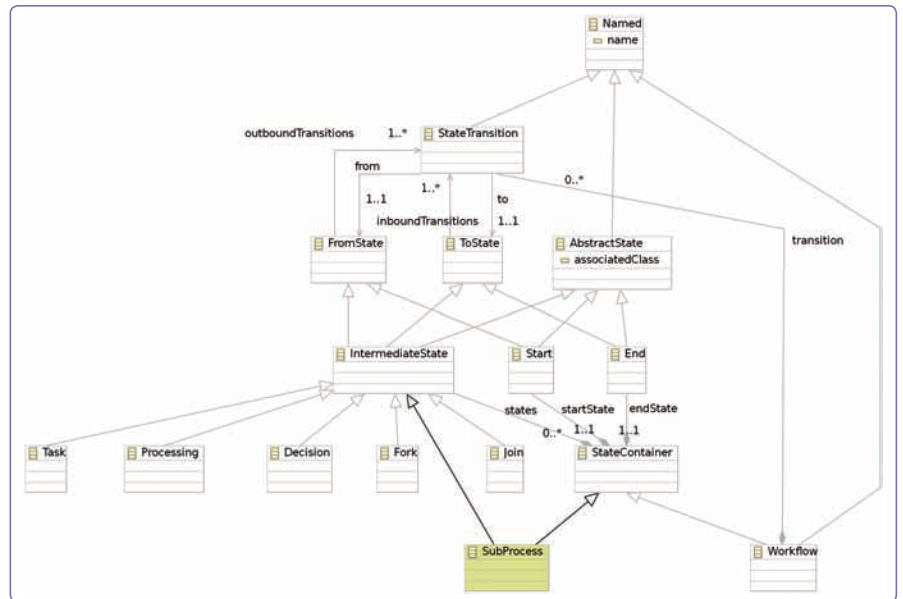 Named
name
outboundTransitions 1..* StateTransition
from
1..1 1..* to 0..*
inboundTransitions 1..1
FromState ToState AbstractState transition
associatedClass
IntermediateState Start End
states startState endState
0..* 1..1 1..1
Task Processing Decision Fork Join StateContainer
SubProcess Workflow